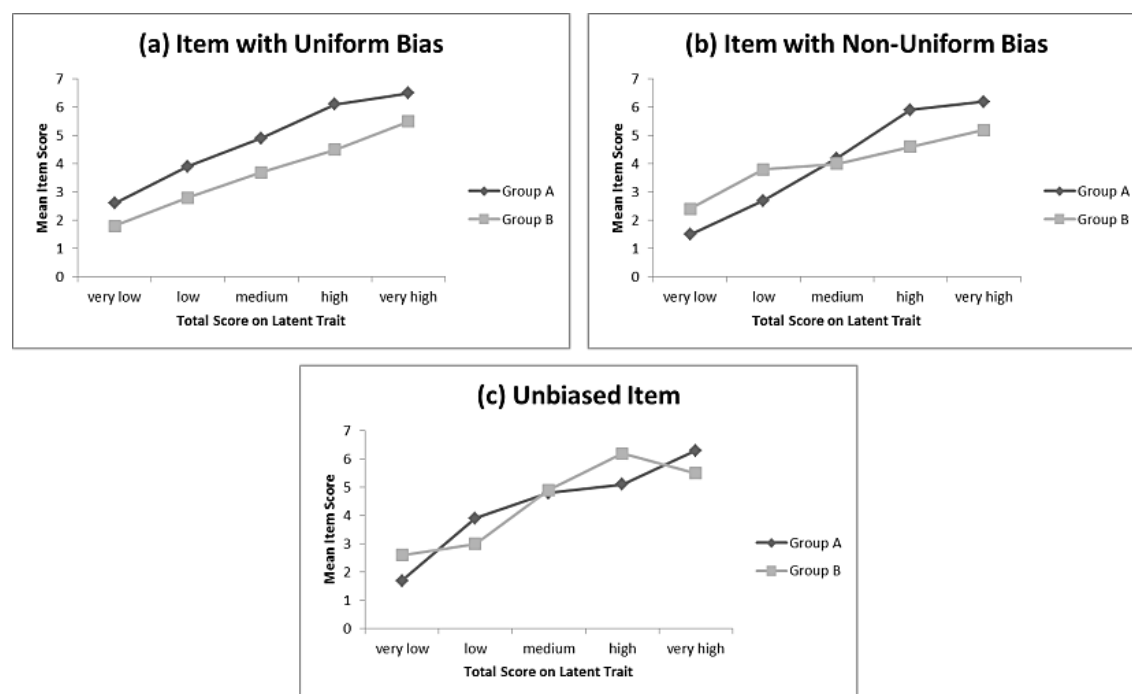 (a) Item with Uniform Bias
7
6
5
4
3
2
1
0
Mean Item Score
very low low medium high very high
Total Score on Latent Trait
Group A
Group B
(b) Item with Non-Uniform Bias
7
6
5
4
3
2
1
0
Mean Item Score
very low low medium high very high
Total Score on Latent Trait
Group A
Group B
(c) Unbiased Item
7
6
5
4
3
2
1
0
Mean Item Score
very low low medium high very high
Total Score on Latent Trait
Group A
Group B